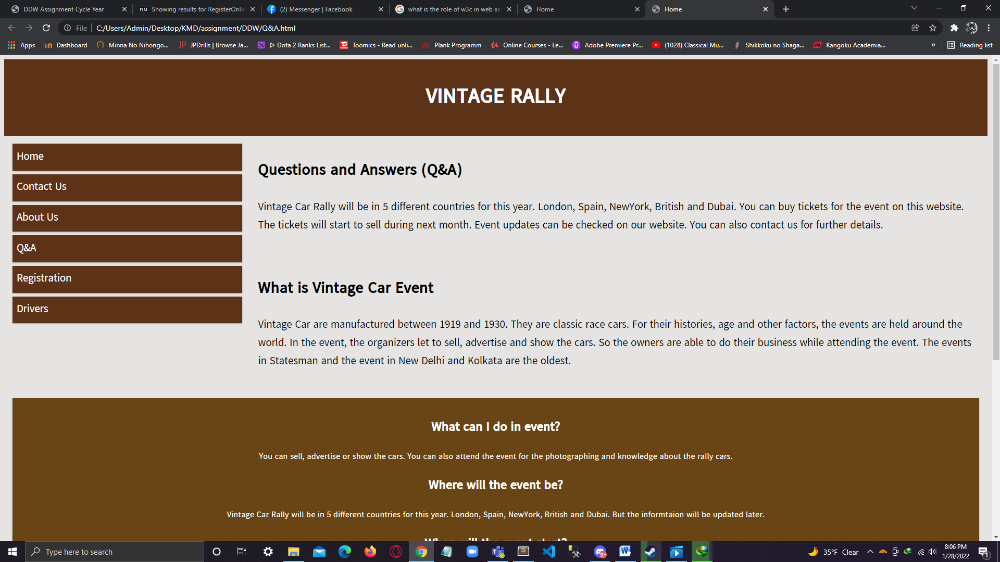 DDW Assignment Cycle Year
Showing results for RegisterOnlin
(2) Messenger | Facebook
what is the role of w3c in web ac
Home
Home
File
C:/Users/Admin/Desktop/KMD/assignment/DDW/Q&A.html
Apps
Dashboard
Minna No Nihongo...
JPDrills | Browse Ja...
▷ Dota 2 Ranks List...
Toomics - Read unli...
Plank Programm
Online Courses - Le...
Adobe Premiere Pr...
(1028) Classical Mu...
Shikkoku no Shaga...
Kangoku Academia...
»
Reading list
VINTAGE RALLY
Home
Contact Us
About Us
Q&A
Registration
Drivers
Questions and Answers (Q&A)
Vintage Car Rally will be in 5 different countries for this year. London, Spain, NewYork, British and Dubai. You can buy tickets for the event on this website.
The tickets will start to sell during next month. Event updates can be checked on our website. You can also contact us for further details.
What is Vintage Car Event
Vintage Car are manufactured between 1919 and 1930. They are classic race cars. For their histories, age and other factors, the events are held around the
world. In the event, the organizers let to sell, advertise and show the cars. So the owners are able to do their business while attending the event. The events
in Statesman and the event in New Delhi and Kolkata are the oldest.
What can I do in event?
You can sell, advertise or show the cars. You can also attend the event for the photographing and knowledge about the rally cars.
Where will the event be?
Vintage Car Rally will be in 5 different countries for this year. London, Spain, NewYork, British and Dubai. But the informtaion will be updated later.
When will the event start?
Type here to search
35°F Clear
8:06 PM
1/28/2022